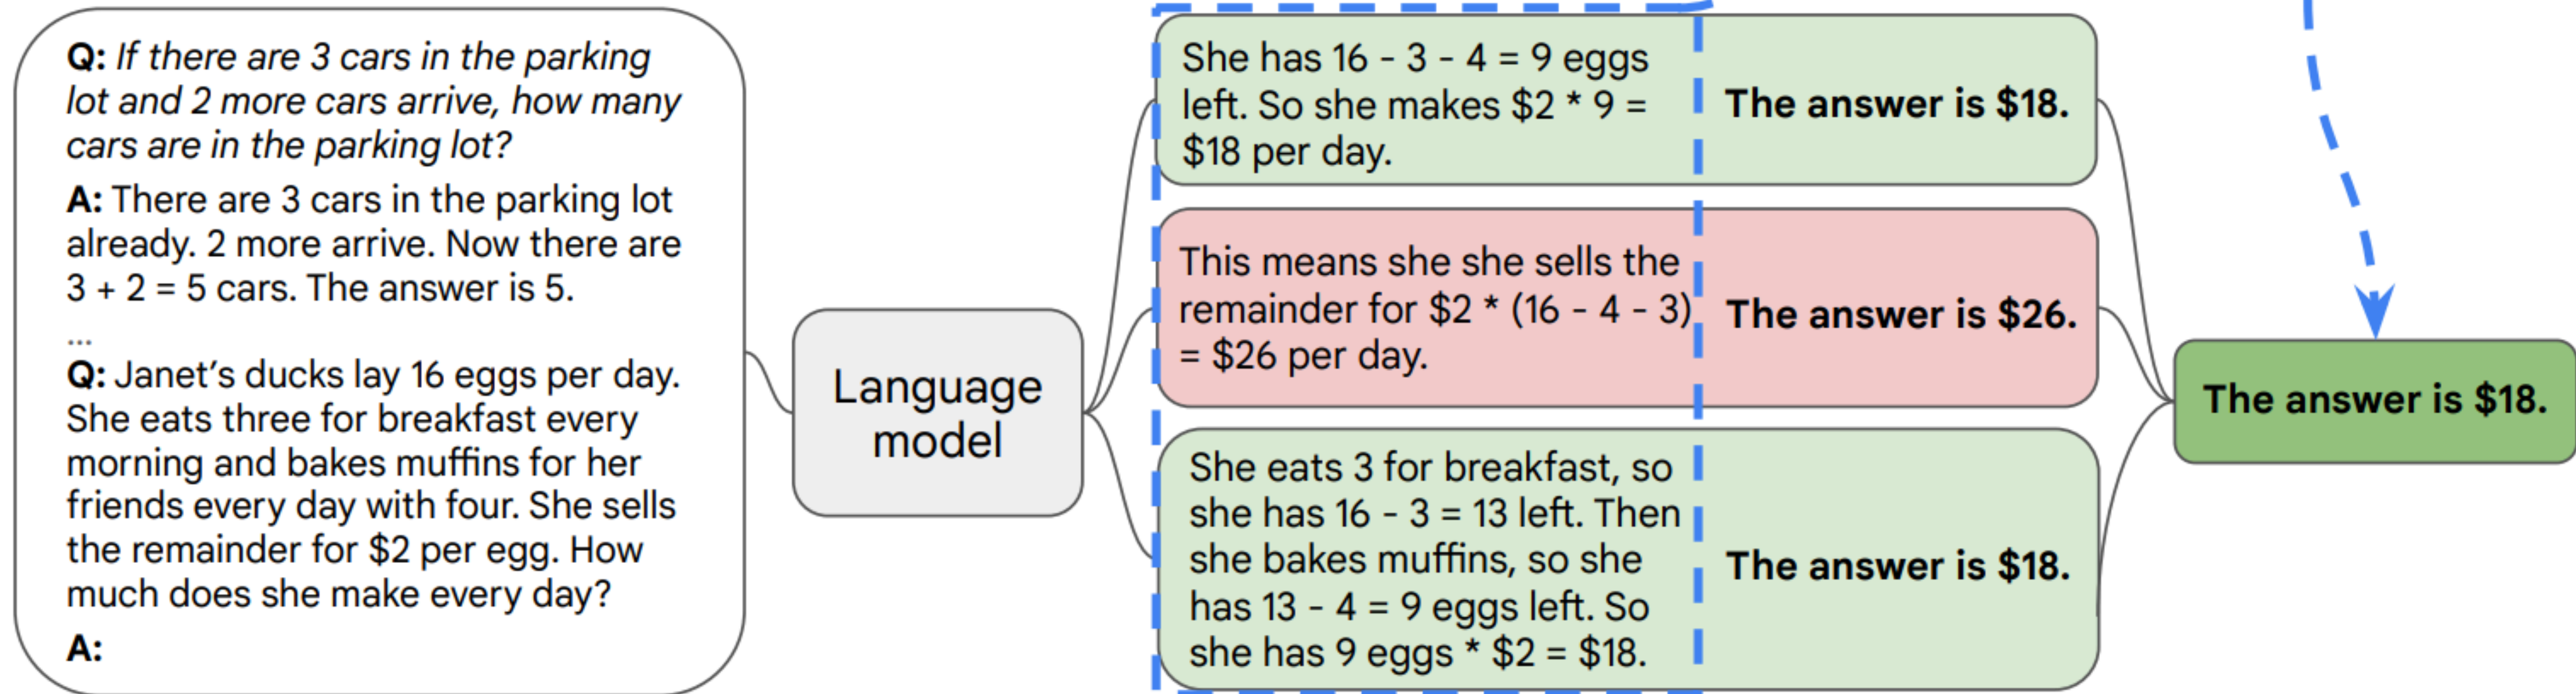 Q: If there are 3 cars in the parking
lot and 2 more cars arrive, how many
cars are in the parking lot?
A: There are 3 cars in the parking lot
already. 2 more arrive. Now there are
3 + 2 = 5 cars. The answer is 5.
...
Q: Janet’s ducks lay 16 eggs per day.
She eats three for breakfast every
morning and bakes muffins for her
friends every day with four. She sells
the remainder for $2 per egg. How
much does she make every day?
A:
Language
model
She has 16 - 3 - 4 = 9 eggs
left. So she makes $2 * 9 =
$18 per day.
The answer is $18.
This means she she sells the
remainder for $2 * (16 - 4 - 3)
= $26 per day.
The answer is $26.
She eats 3 for breakfast, so
she has 16 - 3 = 13 left. Then
she bakes muffins, so she
has 13 - 4 = 9 eggs left. So
she has 9 eggs * $2 = $18.
The answer is $18.
The answer is $18.